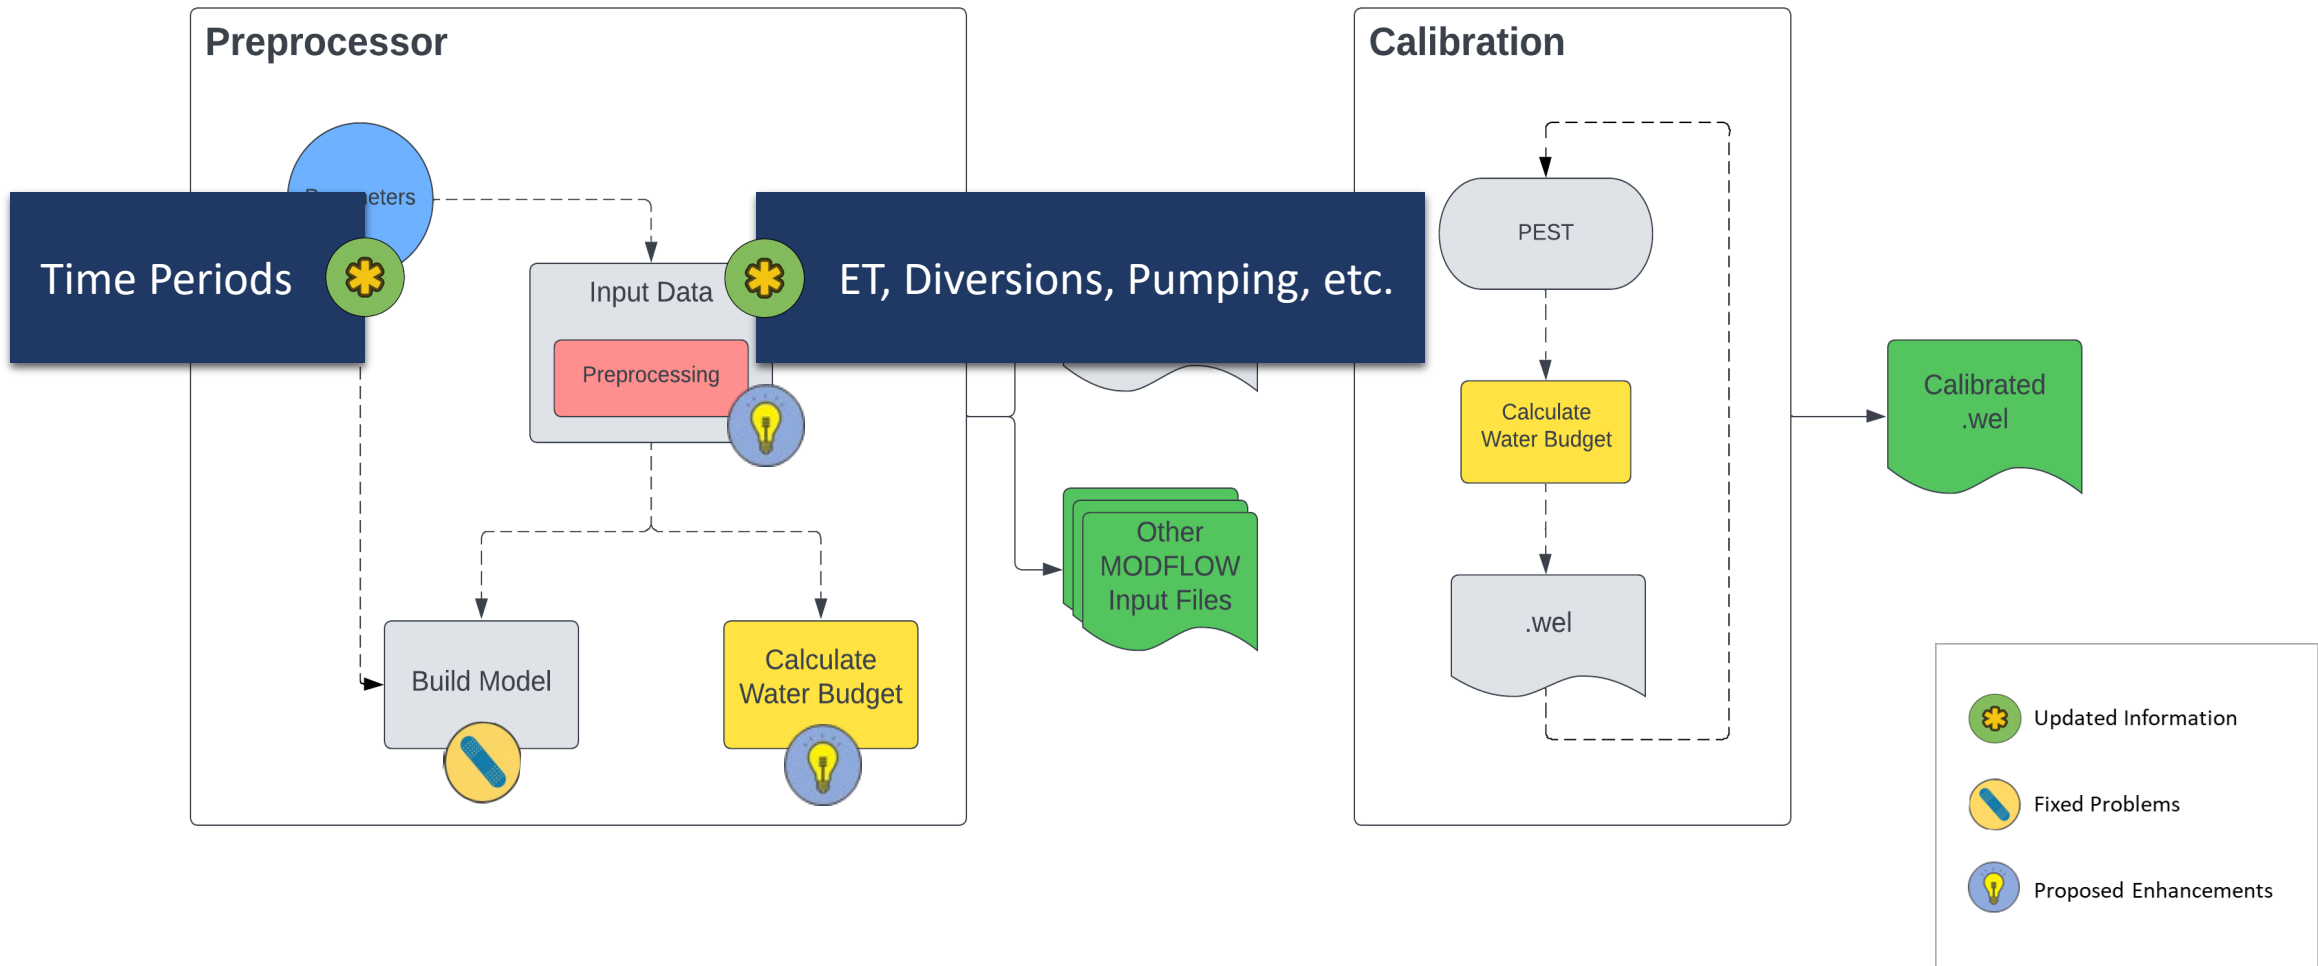 Preprocessor
Calibration
Time Periods
ET, Diversions, Pumping, etc.
Input Data
Preprocessing
Build Model
Calculate
Water Budget
Other
MODFLOW
Input Files
PEST
Calculate
Water Budget
.wel
Calibrated
.wel
Updated Information
Fixed Problems
Proposed Enhancements